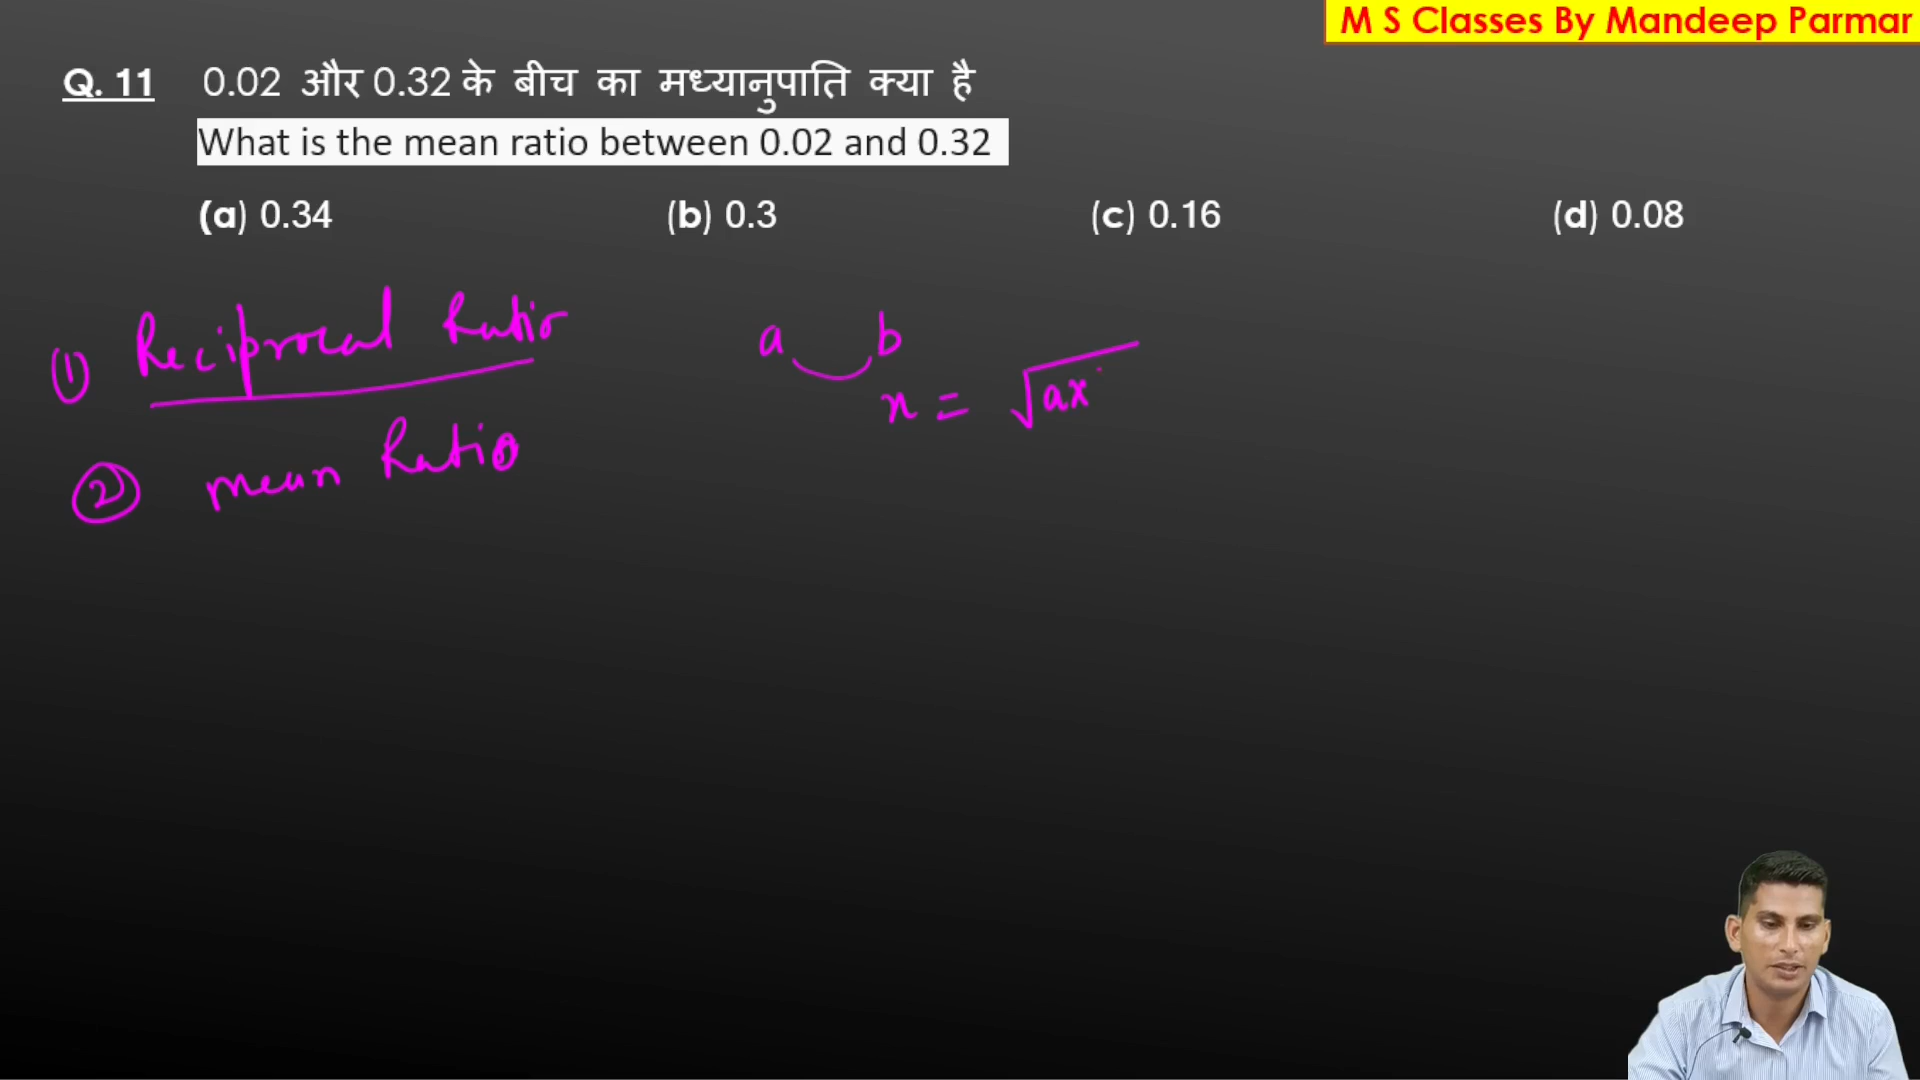 M S Classes By Mandeep Parmar
Q. 11 0.02 और 0.32 के बीच का मध्यानुपाति क्या है
What is the mean ratio between 0.02 and 0.32
(a) 0.34 (b) 0.3 (c) 0.16 (d) 0.08
① Reciprocal Ratio
a b
x = √ax
② mean Ratio